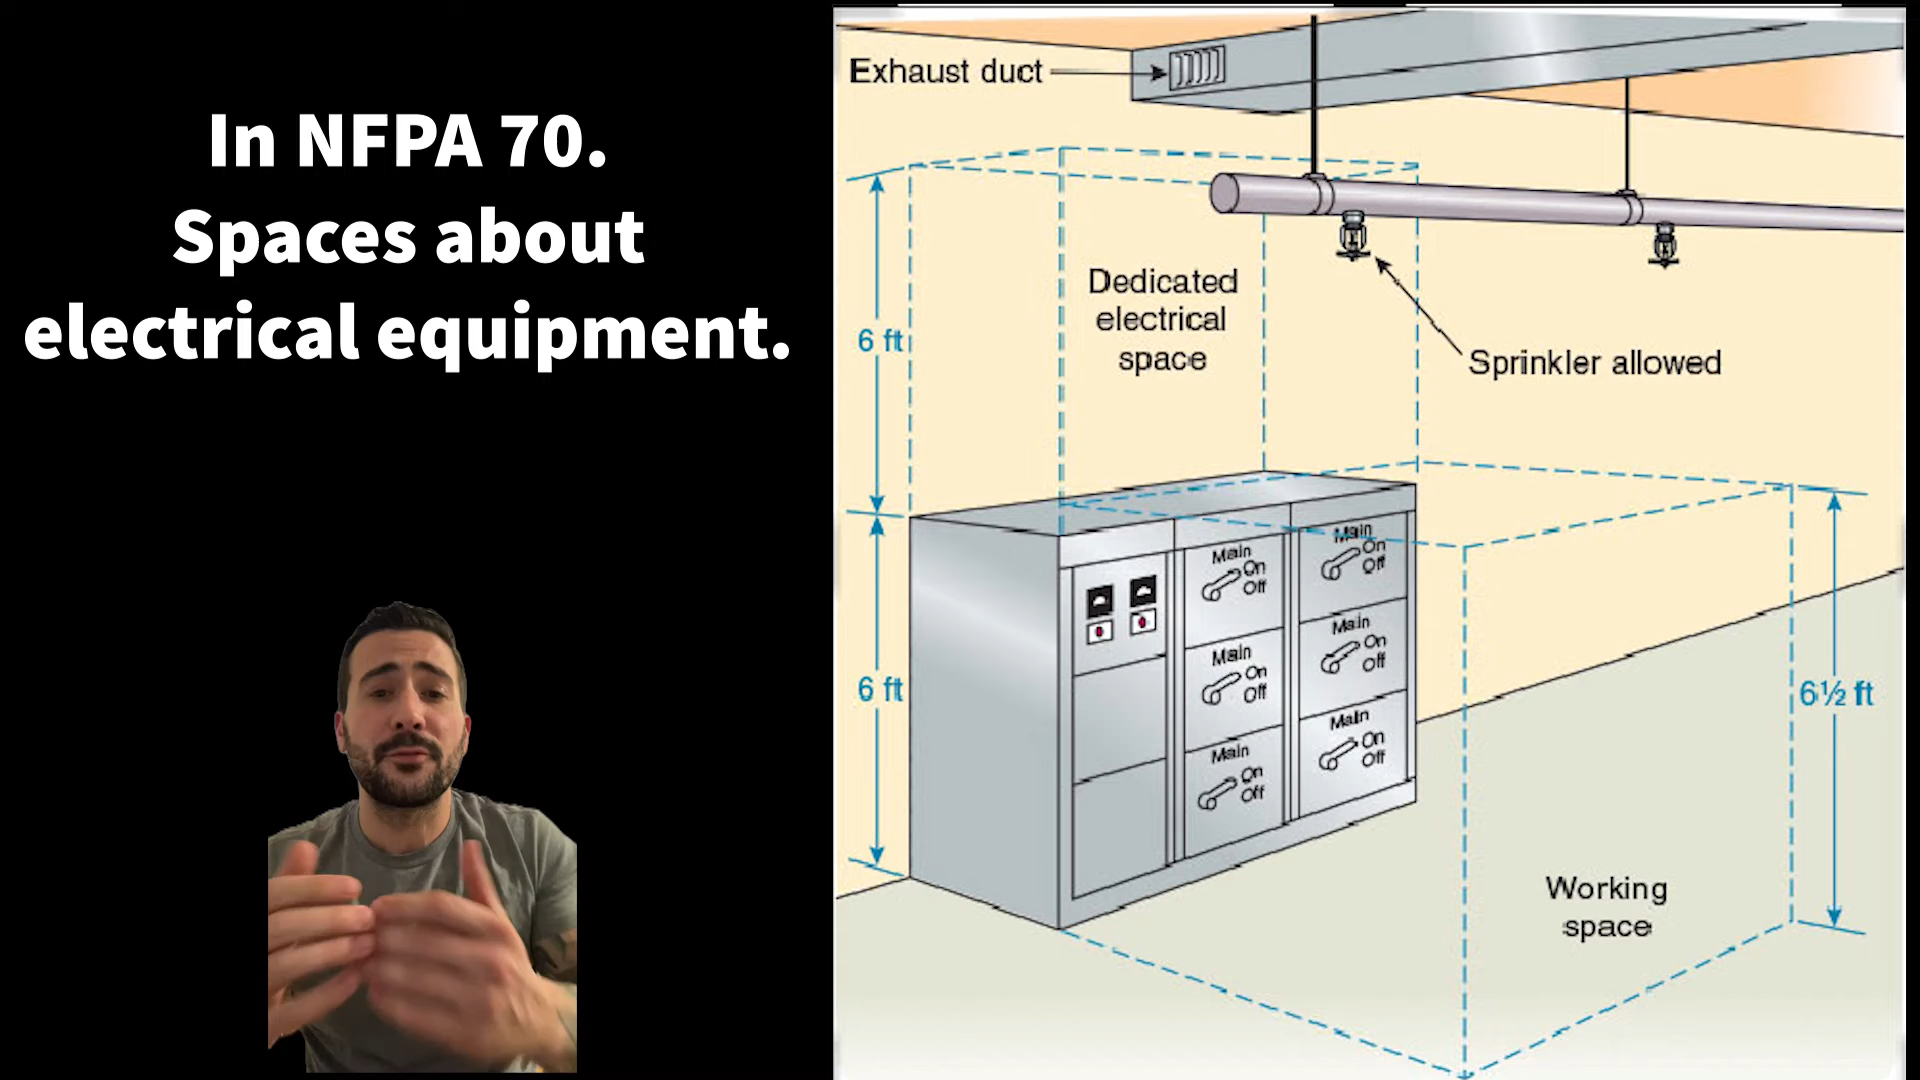 In NFPA 70.
Spaces about
electrical equipment.
Exhaust duct
Dedicated
electrical
space
6 ft
Sprinkler allowed
Main
On
Off
Main
On
Off
Main
On
Off
Main
On
Off
Main
On
Off
Main
On
Off
6 ft
6½ ft
Working
space